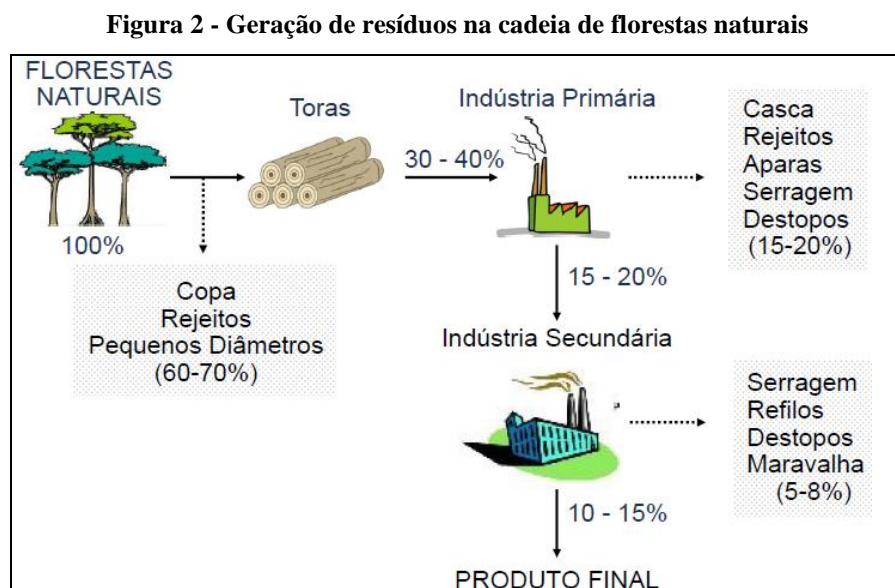 Figura 2 - Geração de resíduos na cadeia de florestas naturais
FLORESTAS
NATURAIS
100%
Toras
30 - 40%
Indústria Primária
Casca
Rejeitos
Aparas
Serragem
Destopos
(15-20%)
Copa
Rejeitos
Pequenos Diâmetros
(60-70%)
15 - 20%
Indústria Secundária
Serragem
Refilos
Destopos
Maravalha
(5-8%)
10 - 15%
PRODUTO FINAL